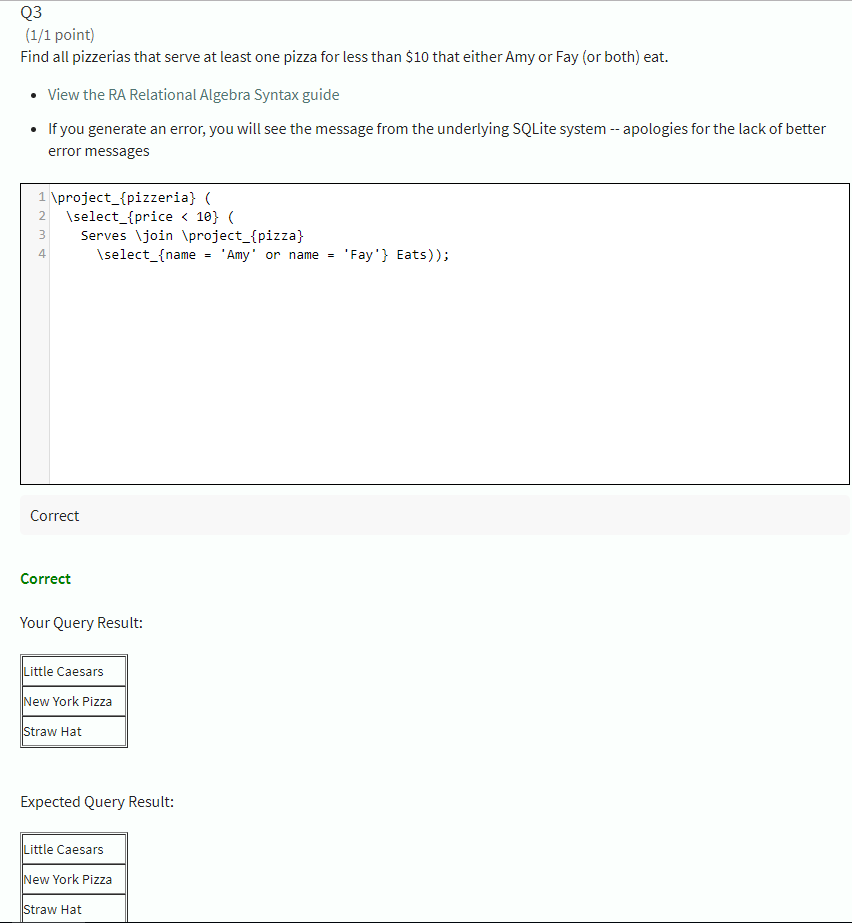 Q3
(1/1 point)
Find all pizzerias that serve at least one pizza for less than $10 that either Amy or Fay (or both) eat.
• View the RA Relational Algebra Syntax guide
• If you generate an error, you will see the message from the underlying SQLite system -- apologies for the lack of better
error messages
1 \project_{pizzeria} (
2   \select_{price < 10} (
3     Serves \join \project_{pizza}
4       \select_{name = 'Amy' or name = 'Fay'} Eats));
Correct
Correct
Your Query Result:
Little Caesars
New York Pizza
Straw Hat
Expected Query Result:
Little Caesars
New York Pizza
Straw Hat